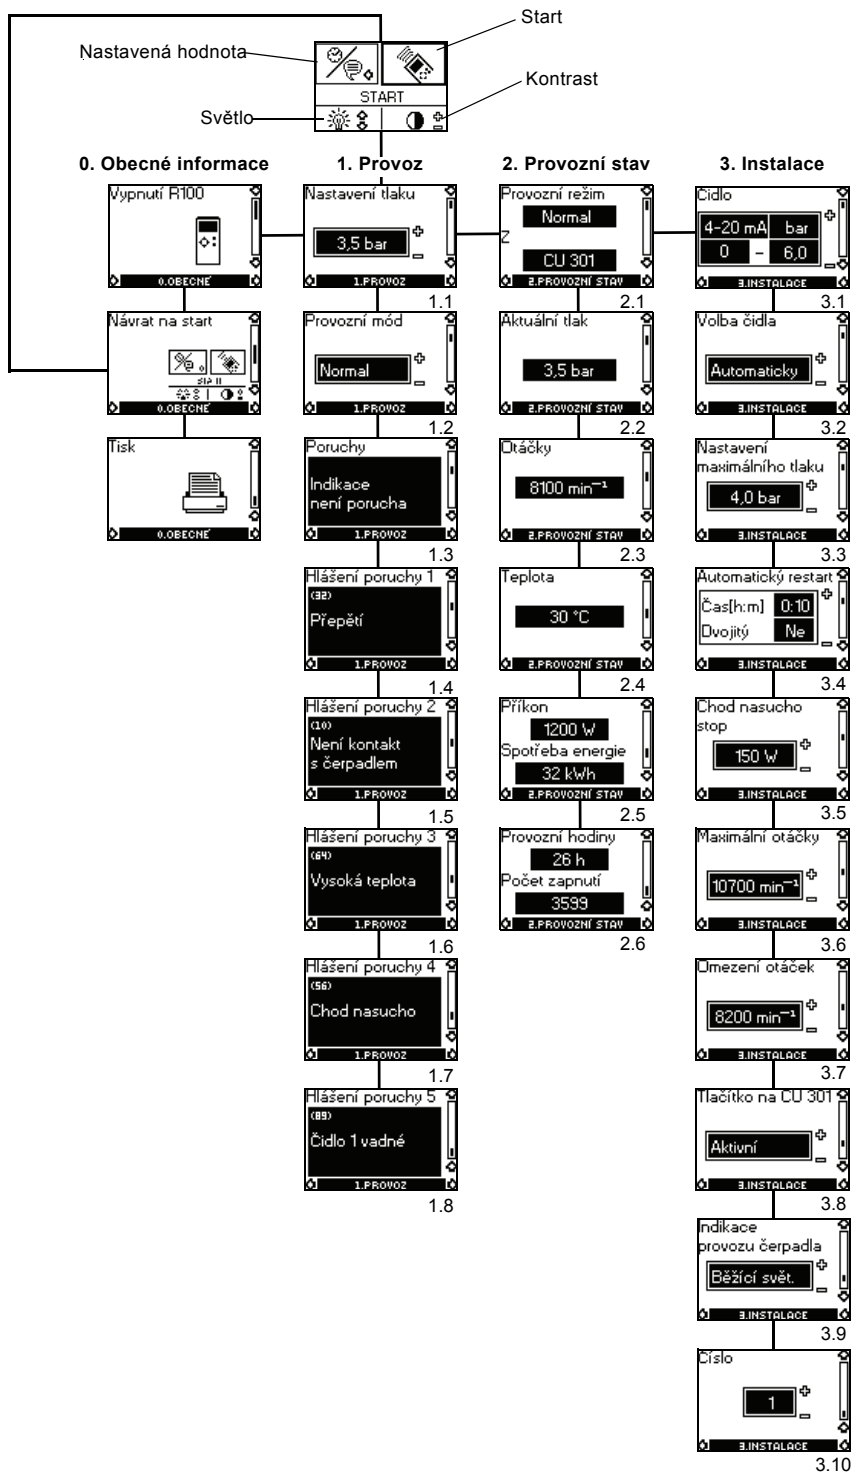 Start
Nastavená hodnota
Kontrast
START
Světlo
0. Obecné informace
Vypnutí R100
0.OBECNÉ
Návrat na start
START
0.OBECNÉ
Tisk
0.OBECNÉ
1. Provoz
Nastavení tlaku
3,5 bar
1.PROVOZ
1.1
Provozní mód
Normal
1.PROVOZ
1.2
Poruchy
Indikace
není porucha
1.PROVOZ
1.3
Hlášení poruchy 1
(32)
Přepětí
1.PROVOZ
1.4
Hlášení poruchy 2
(10)
Není kontakt
s čerpadlem
1.PROVOZ
1.5
Hlášení poruchy 3
(64)
Vysoká teplota
1.PROVOZ
1.6
Hlášení poruchy 4
(56)
Chod nasucho
1.PROVOZ
1.7
Hlášení poruchy 5
(89)
Čidlo 1 vadné
1.PROVOZ
1.8
2. Provozní stav
Provozní režim
Normal
Z
CU 301
2.PROVOZNÍ STAV
2.1
Aktuální tlak
3,5 bar
2.PROVOZNÍ STAV
2.2
Otáčky
8100 min⁻¹
2.PROVOZNÍ STAV
2.3
Teplota
30 °C
2.PROVOZNÍ STAV
2.4
Příkon
1200 W
Spotřeba energie
32 kWh
2.PROVOZNÍ STAV
2.5
Provozní hodiny
26 h
Počet zapnutí
3599
2.PROVOZNÍ STAV
2.6
3. Instalace
Čidlo
4-20 mA bar
0 - 6,0
3.INSTALACE
3.1
Volba čidla
Automaticky
3.INSTALACE
3.2
Nastavení
maximálního tlaku
4,0 bar
3.INSTALACE
3.3
Automatický restart
Čas[h:m] 0:10
Dvojitý Ne
3.INSTALACE
3.4
Chod nasucho
stop
150 W
3.INSTALACE
3.5
Maximální otáčky
10700 min⁻¹
3.INSTALACE
3.6
Omezení otáček
8200 min⁻¹
3.INSTALACE
3.7
Tlačítko na CU 301
Aktivní
3.INSTALACE
3.8
Indikace
provozu čerpadla
Běžící svět.
3.INSTALACE
3.9
Číslo
1
3.INSTALACE
3.10